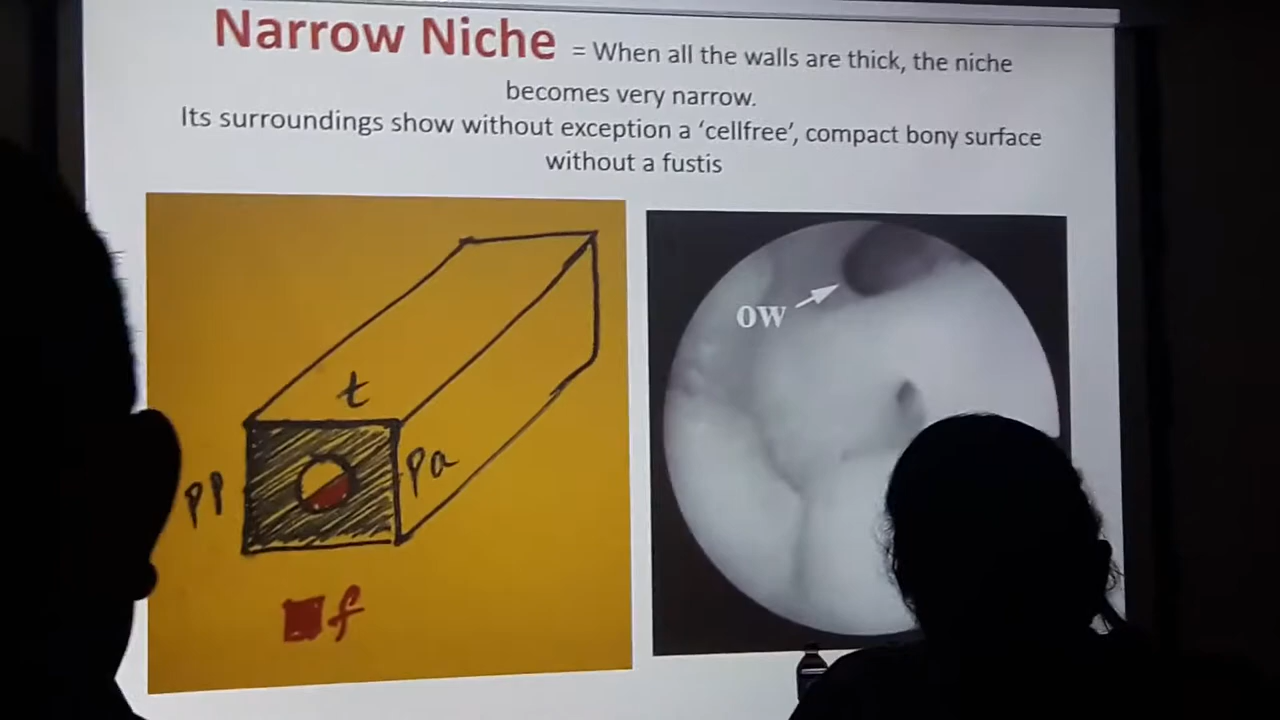 Narrow Niche = When all the walls are thick, the niche
becomes very narrow.
Its surroundings show without exception a ‘cellfree’, compact bony surface
without a fustis
ow
t
pp
pa
f